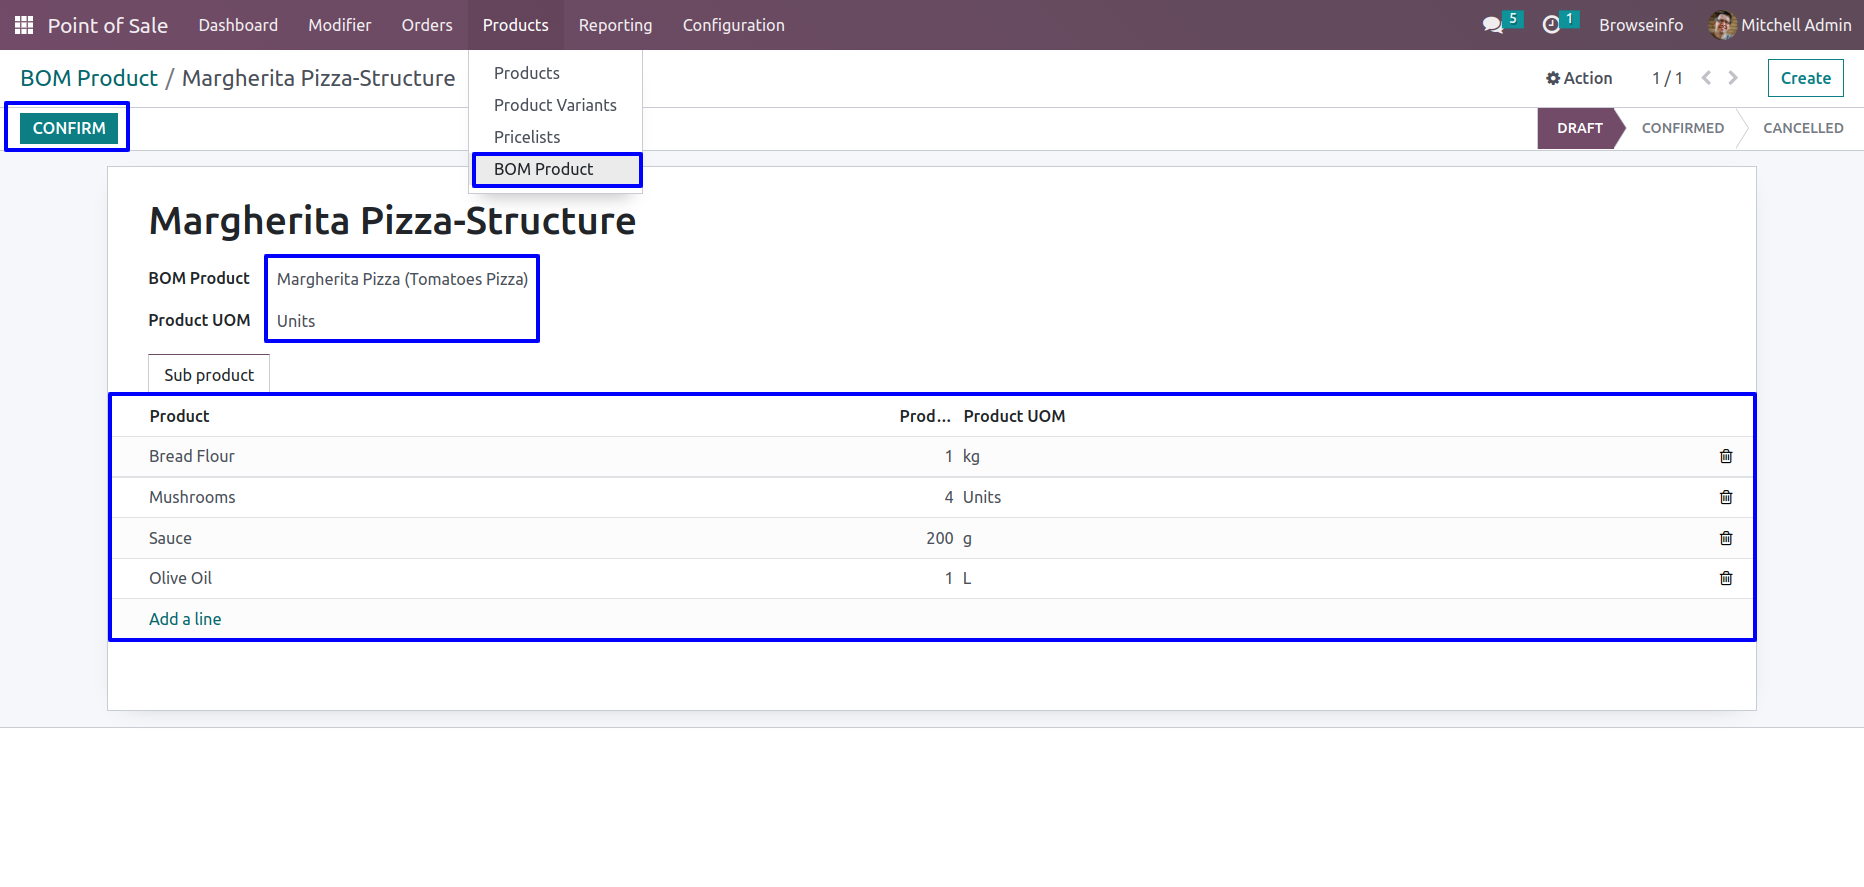 Point of Sale Dashboard Modifier Orders Products Reporting Configuration 5 1 Browseinfo Mitchell Admin
BOM Product / Margherita Pizza-Structure Action 1 / 1 Create
Products
Product Variants
Pricelists
BOM Product
CONFIRM DRAFT CONFIRMED CANCELLED
Margherita Pizza-Structure
BOM Product Margherita Pizza (Tomatoes Pizza)
Product UOM Units
Sub product
Product Prod... Product UOM
Bread Flour 1 kg
Mushrooms 4 Units
Sauce 200 g
Olive Oil 1 L
Add a line